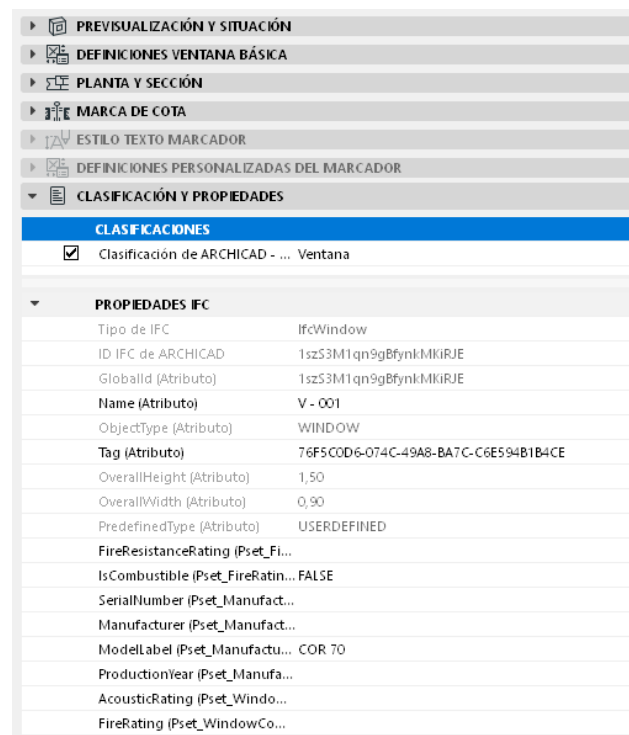 PREVISUALIZACIÓN Y SITUACIÓN
DEFINICIONES VENTANA BÁSICA
PLANTA Y SECCIÓN
MARCA DE COTA
ESTILO TEXTO MARCADOR
DEFINICIONES PERSONALIZADAS DEL MARCADOR
CLASIFICACIÓN Y PROPIEDADES
CLASIFICACIONES
Clasificación de ARCHICAD - ... Ventana
PROPIEDADES IFC
Tipo de IFC IfcWindow
ID IFC de ARCHICAD 1szS3M1qn9gBfynkMKiRJE
GlobalId (Atributo) 1szS3M1qn9gBfynkMKiRJE
Name (Atributo) V - 001
ObjectType (Atributo) WINDOW
Tag (Atributo) 76F5C0D6-074C-49A8-BA7C-C6E594B1B4CE
OverallHeight (Atributo) 1,50
OverallWidth (Atributo) 0,90
PredefinedType (Atributo) USERDEFINED
FireResistanceRating (Pset_Fi...
IsCombustible (Pset_FireRatin... FALSE
SerialNumber (Pset_Manufact...
Manufacturer (Pset_Manufact...
ModelLabel (Pset_Manufactu... COR 70
ProductionYear (Pset_Manufa...
AcousticRating (Pset_Windo...
FireRating (Pset_WindowCo...